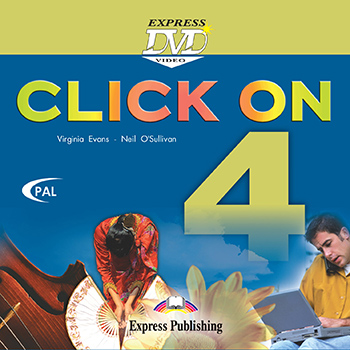 EXPRESS
DVD
VIDEO
CLICK ON
Virginia Evans - Neil O'Sullivan
4
PAL
Express Publishing